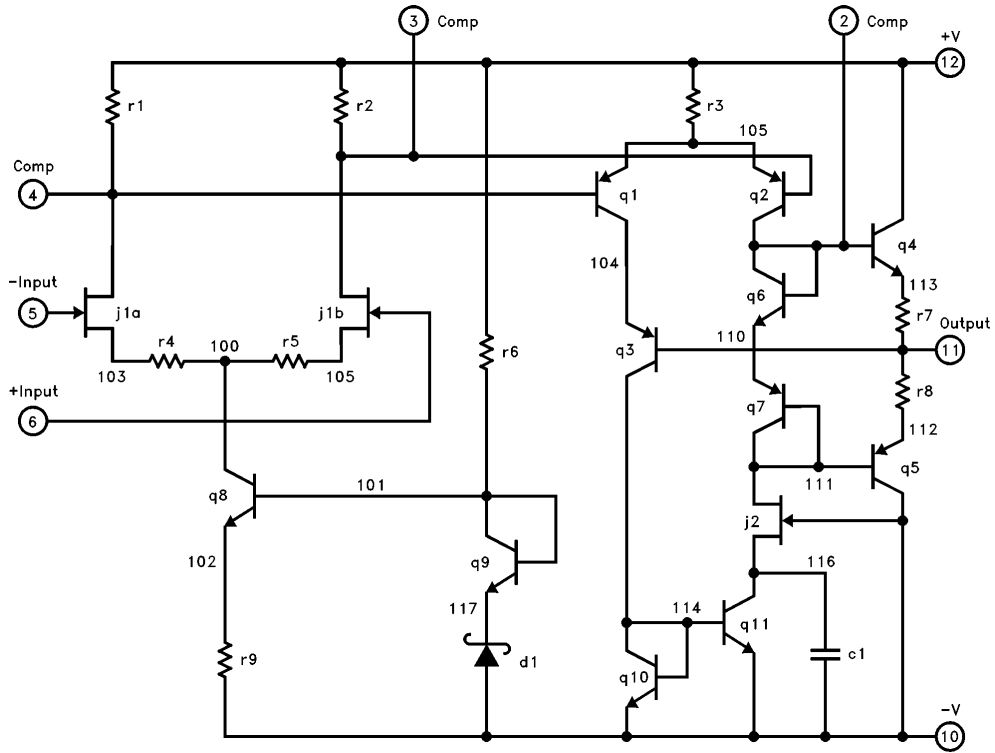 3 Comp
2 Comp
+V
12
r1
r2
r3
105
Comp
4
q1
q2
q4
104
-Input
5
j1a
j1b
q6
113
r7
r4
100
r5
r6
q3
110
Output
11
103
105
+Input
6
q7
r8
112
q8
101
111
q5
j2
102
q9
116
117
114
q11
r9
d1
q10
c1
-V
10